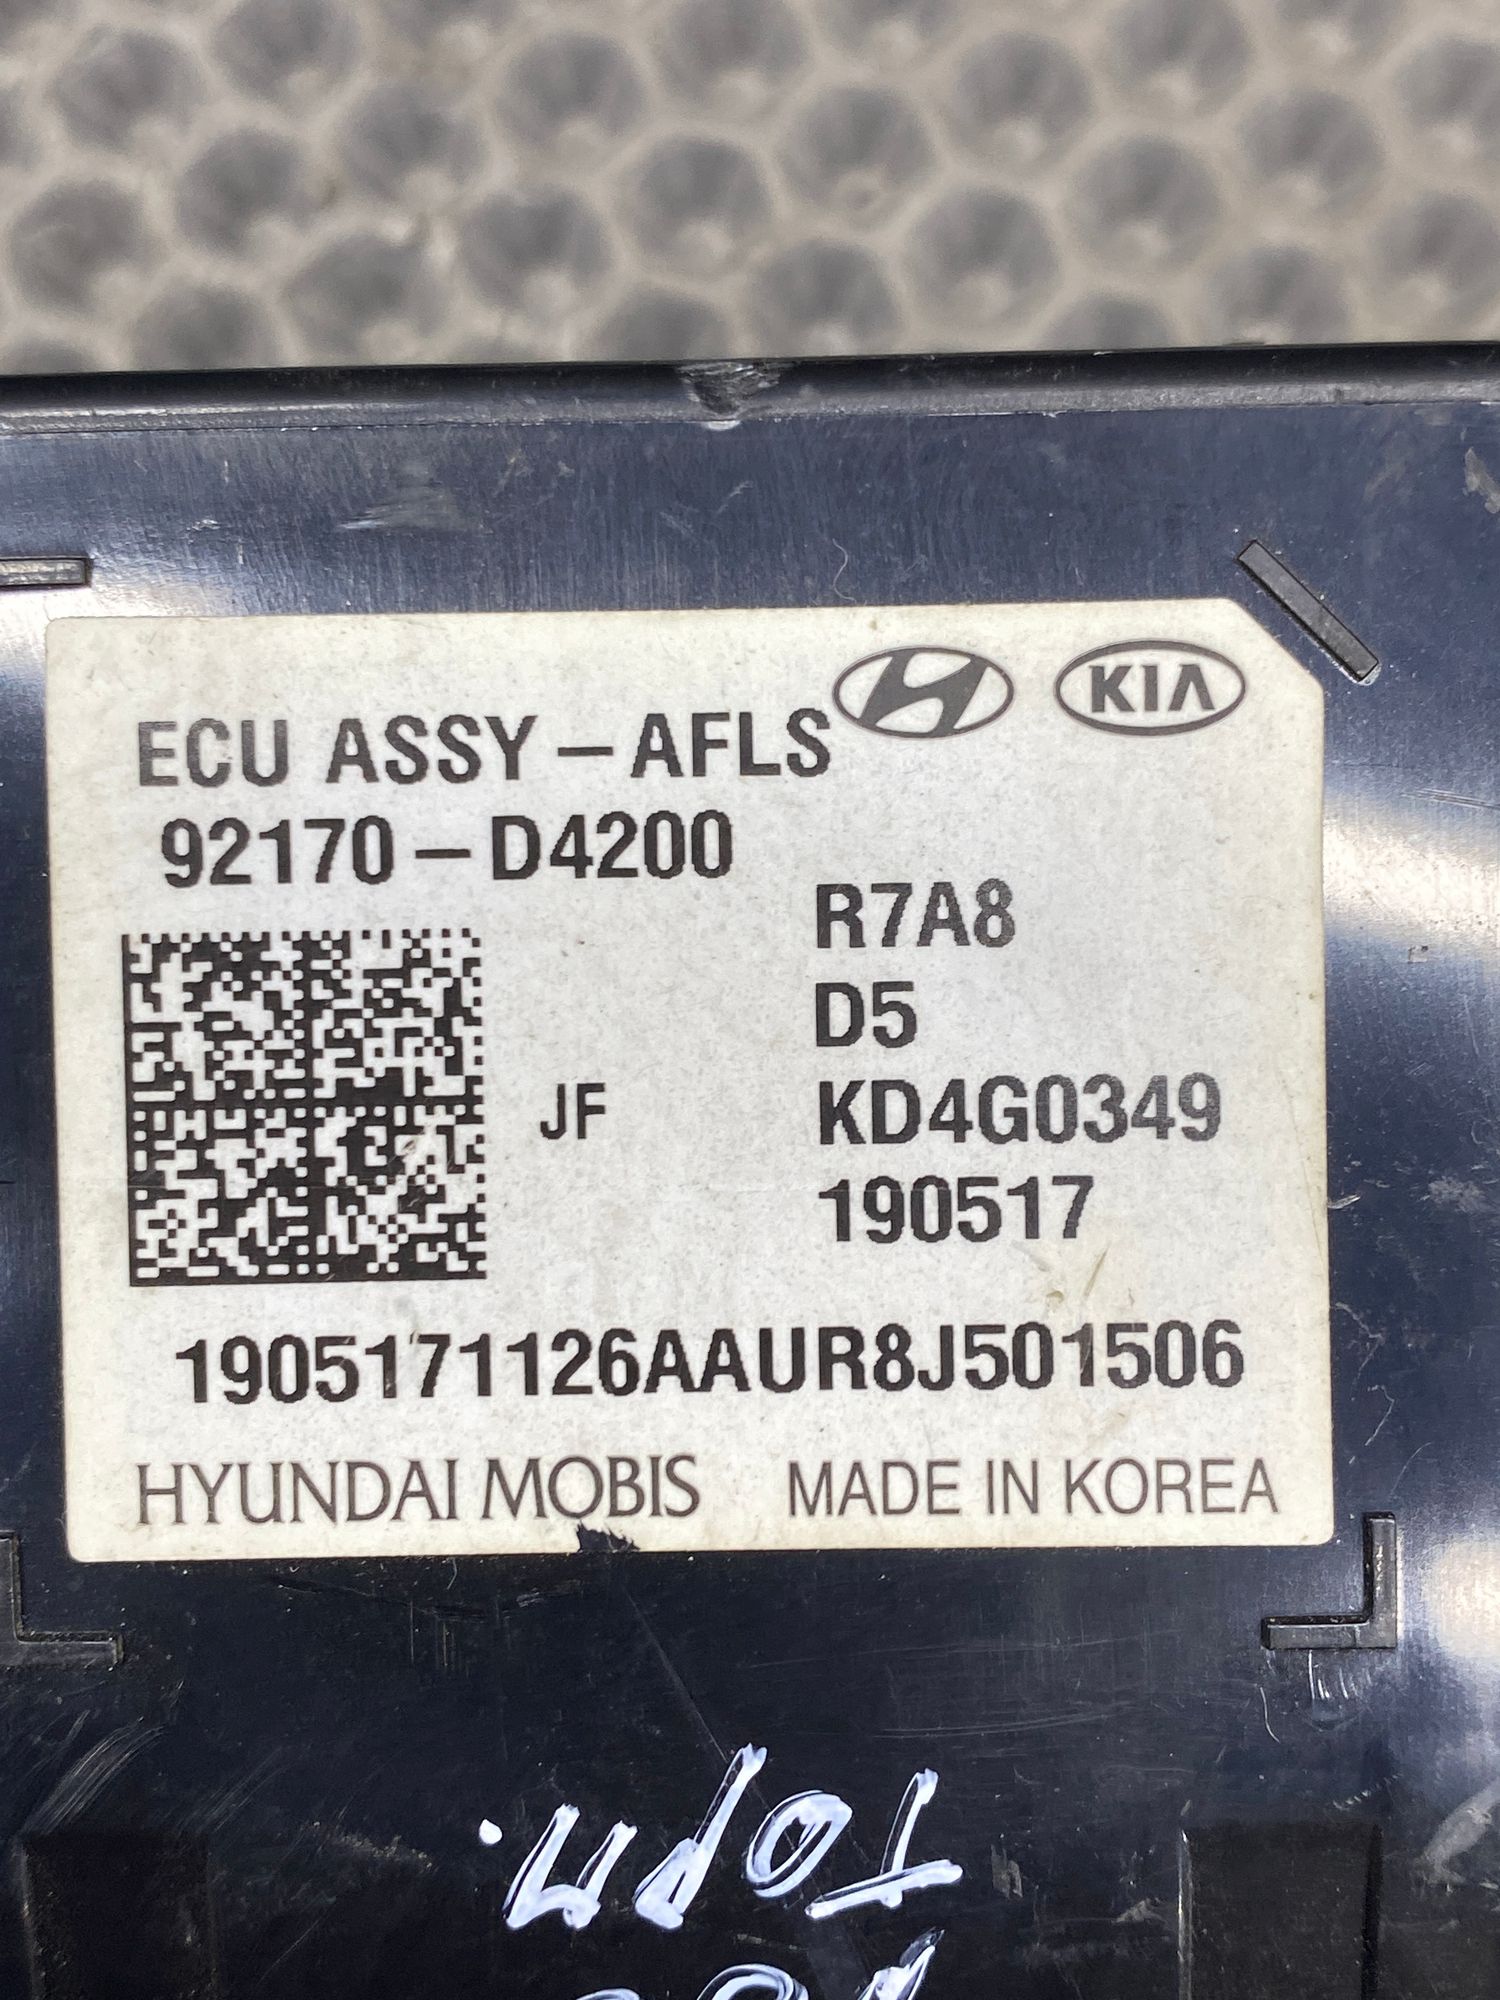 KIA
ECU ASSY-AFLS
92170-D4200
R7A8
D5
JF KD4G0349
190517
1905171126AAUR8J501506
HYUNDAI MOBIS MADE IN KOREA